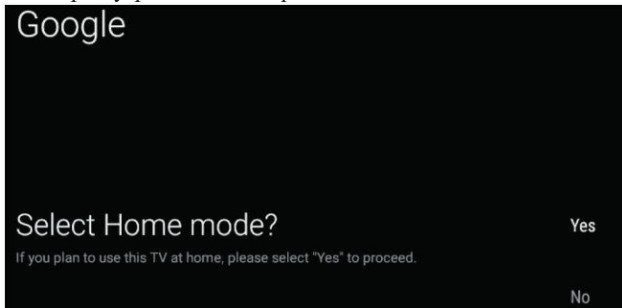 Google
Select Home mode?
Yes
If you plan to use this TV at home, please select "Yes" to proceed.
No